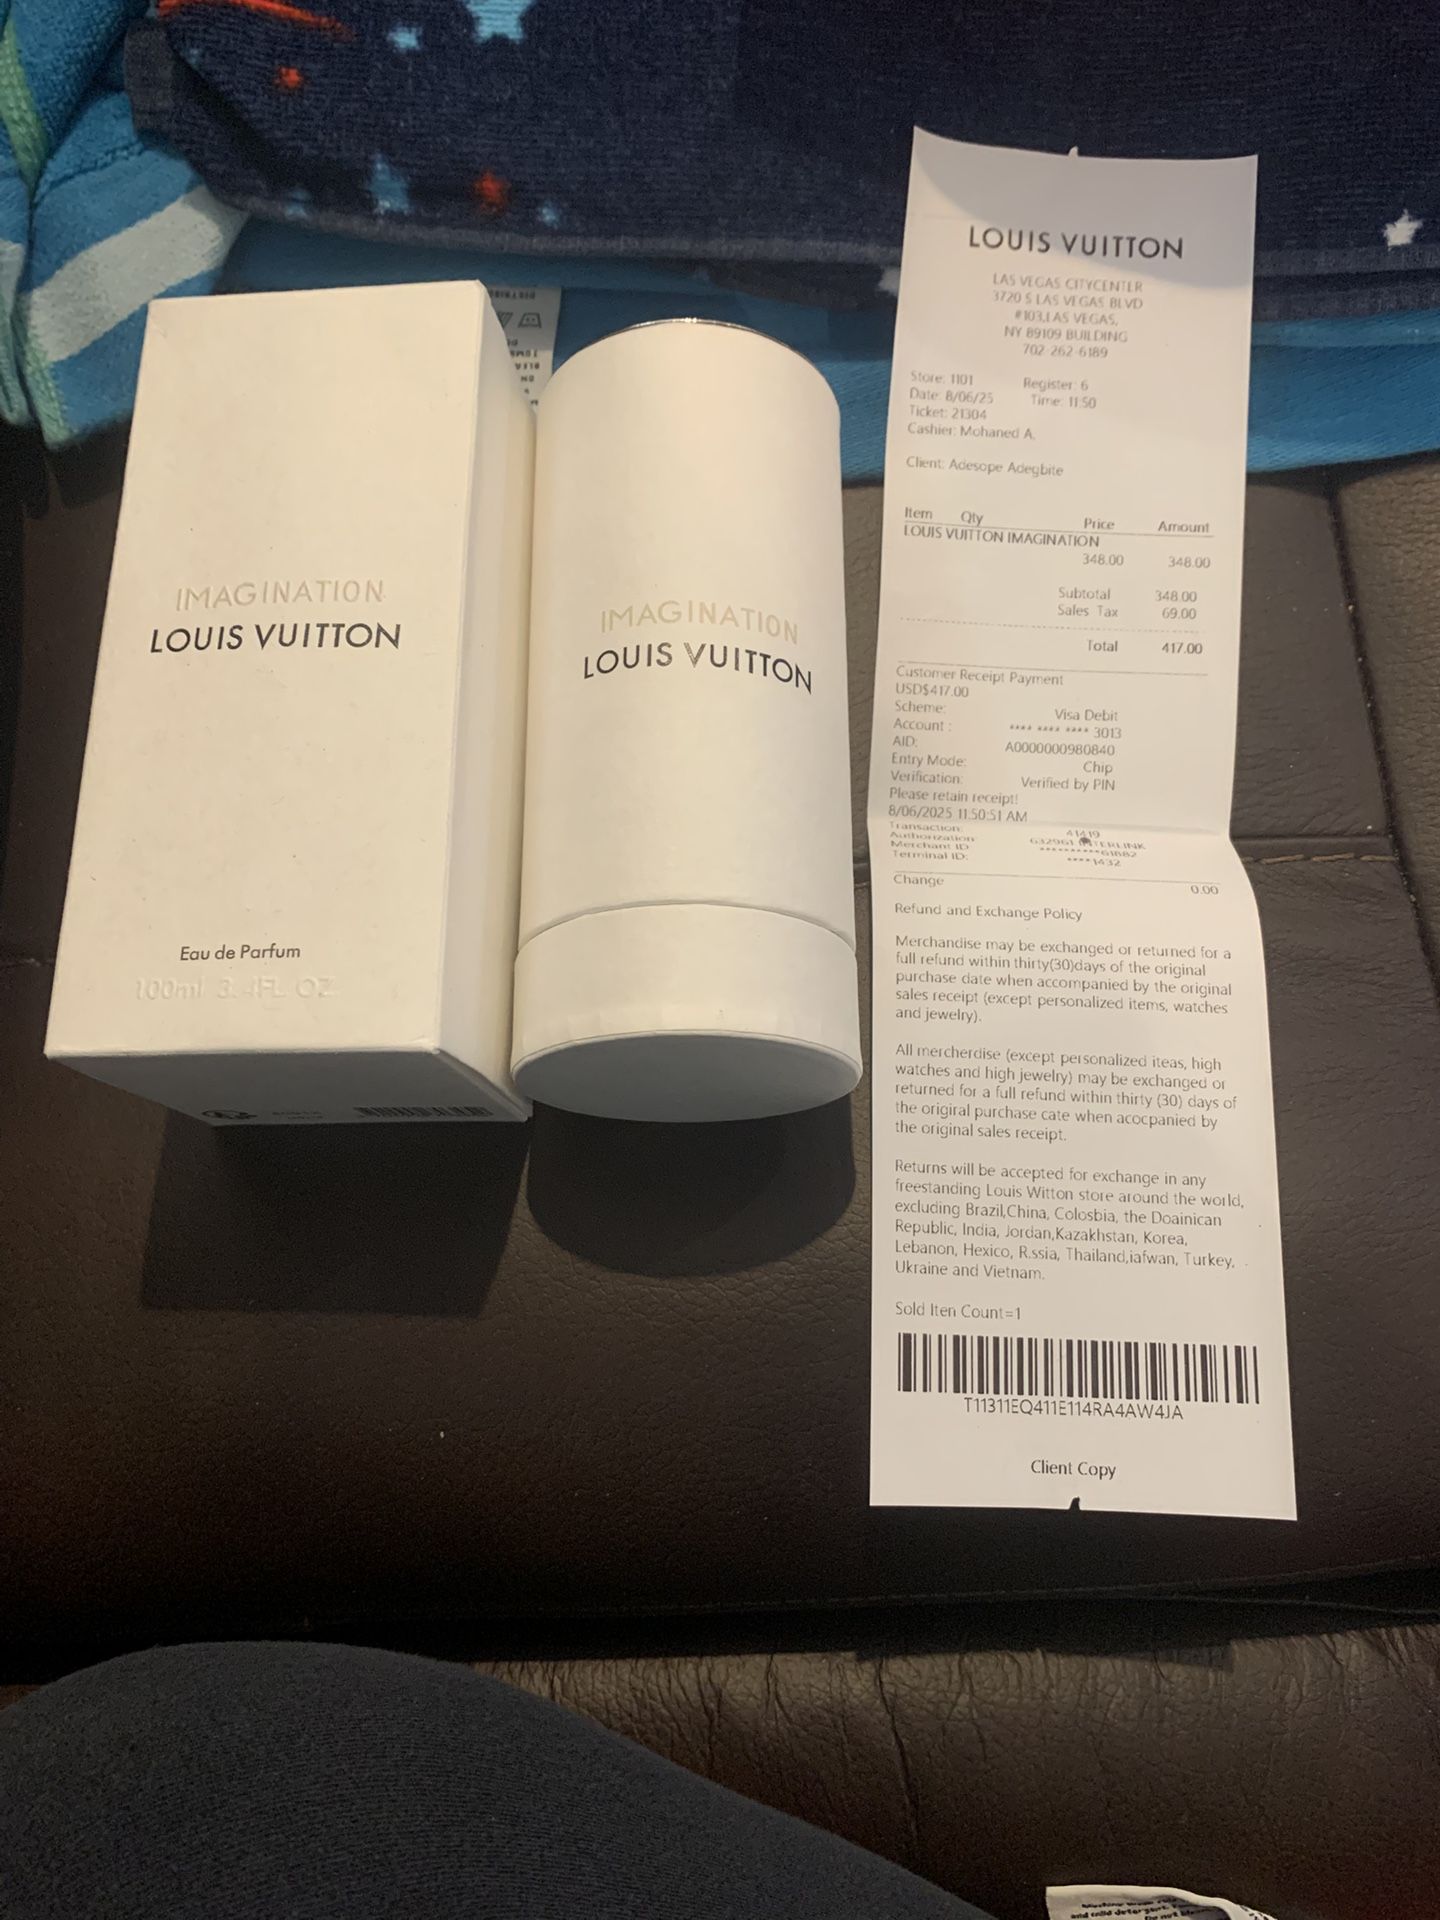 IMAGINATION
LOUIS VUITTON
Eau de Parfum
100ml 3.4FL OZ
IMAGINATION
LOUIS VUITTON
LOUIS VUITTON
LAS VEGAS CITYCENTER
3720 S LAS VEGAS BLVD
#103,LAS VEGAS,
NY 89109 BUILDING
702-262-6189
Store: 1101 Register: 6
Date: 8/06/25 Time: 11:50
Ticket: 21304
Cashier: Mohaned A.
Client: Adesope Adegbite
Item Qty Price Amount
LOUIS VUITTON IMAGINATION
348.00 348.00
Subtotal 348.00
Sales Tax 69.00
Total 417.00
Customer Receipt Payment
USD$417.00
Scheme: Visa Debit
Account : **** **** **** 3013
AID: A0000000980840
Entry Mode: Chip
Verification: Verified by PIN
Please retain receipt!
8/06/2025 11:50:51 AM
Transaction: 41419
Authorization 632961
Merchant ID **********61882
Terminal ID: ****1432
Change 0.00
Refund and Exchange Policy
Merchandise may be exchanged or returned for a
full refund within thirty(30)days of the original
purchase date when accompanied by the original
sales receipt (except personalized items, watches
and jewelry).
All mercherdise (except personalized iteas, high
watches and high jewelry) may be exchanged or
returned for a full refund within thirty (30) days of
the origiral purchase cate when acocpanied by
the original sales receipt.
Returns will be accepted for exchange in any
freestanding Louis Witton store around the world,
excluding Brazil,China, Colosbia, the Doainican
Republic, India, Jordan,Kazakhstan, Korea,
Lebanon, Hexico, R.ssia, Thailand,iafwan, Turkey,
Ukraine and Vietnam.
Sold Iten Count=1
T11311EQ411E114RA4AW4JA
Client Copy